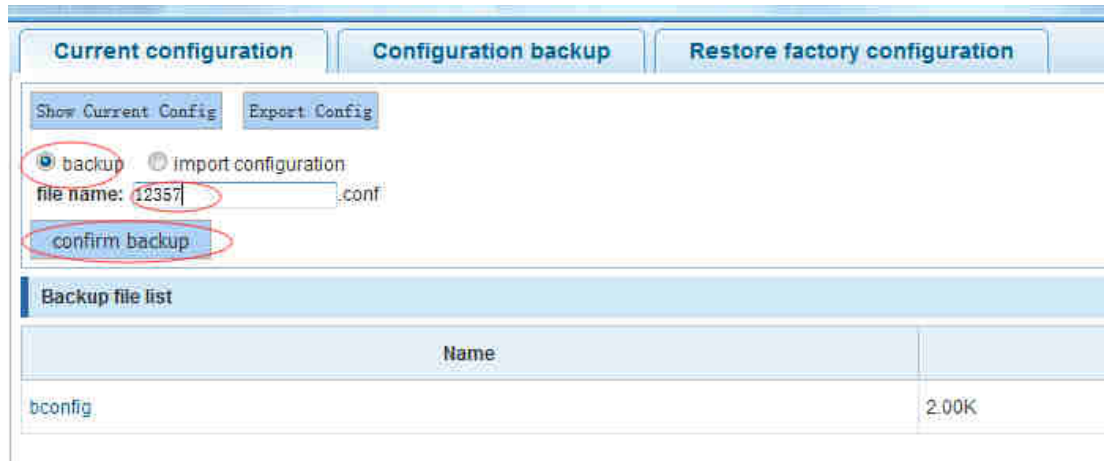 Current configuration Configuration backup Restore factory configuration
Show Current Config Export Config
backup import configuration
file name: 12357 .conf
confirm backup
Backup file list
Name
bconfig 2.00K